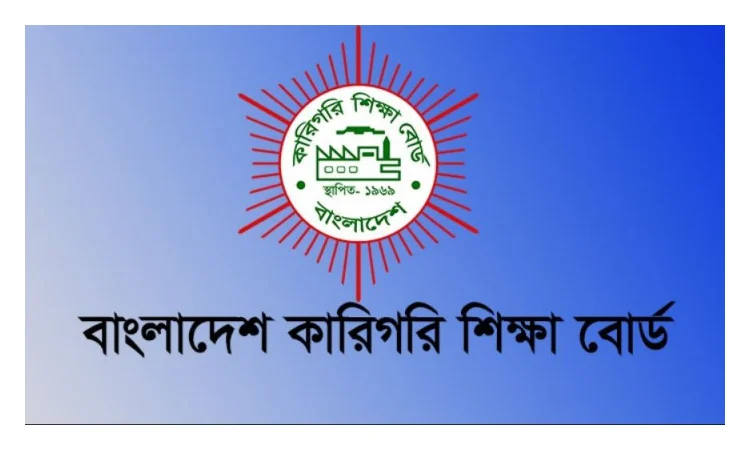 কারিগরি শিক্ষা বোর্ড
স্থাপিত- ১৯৬৯
বাংলাদেশ
বাংলাদেশ কারিগরি শিক্ষা বোর্ড